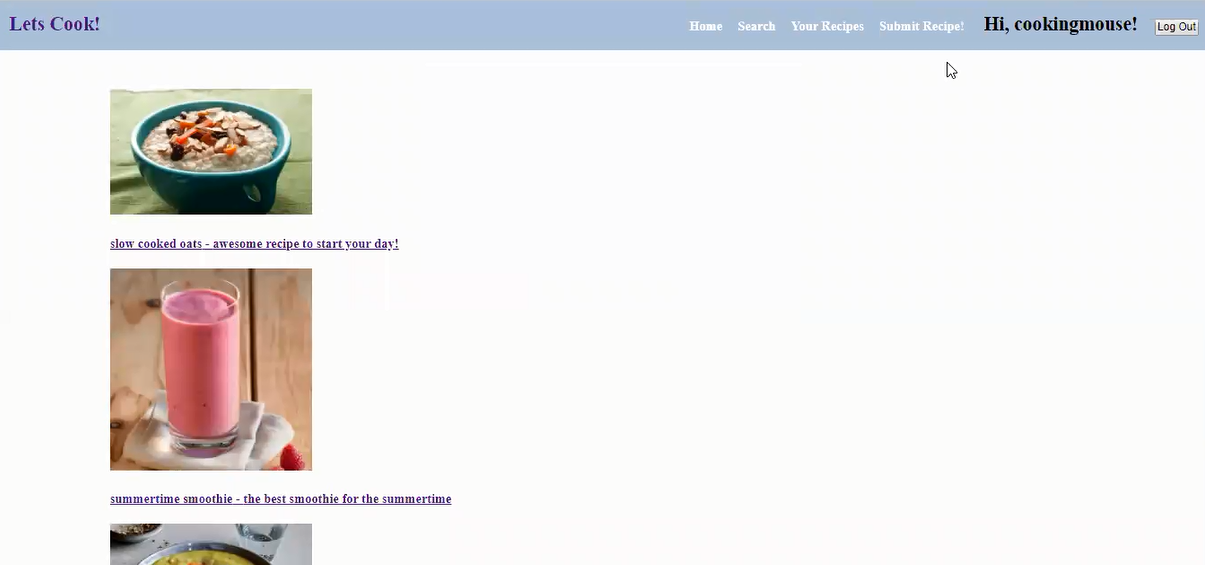 Lets Cook!
Home Search Your Recipes Submit Recipe! Hi, cookingmouse! Log Out
slow cooked oats - awesome recipe to start your day!
summertime smoothie - the best smoothie for the summertime